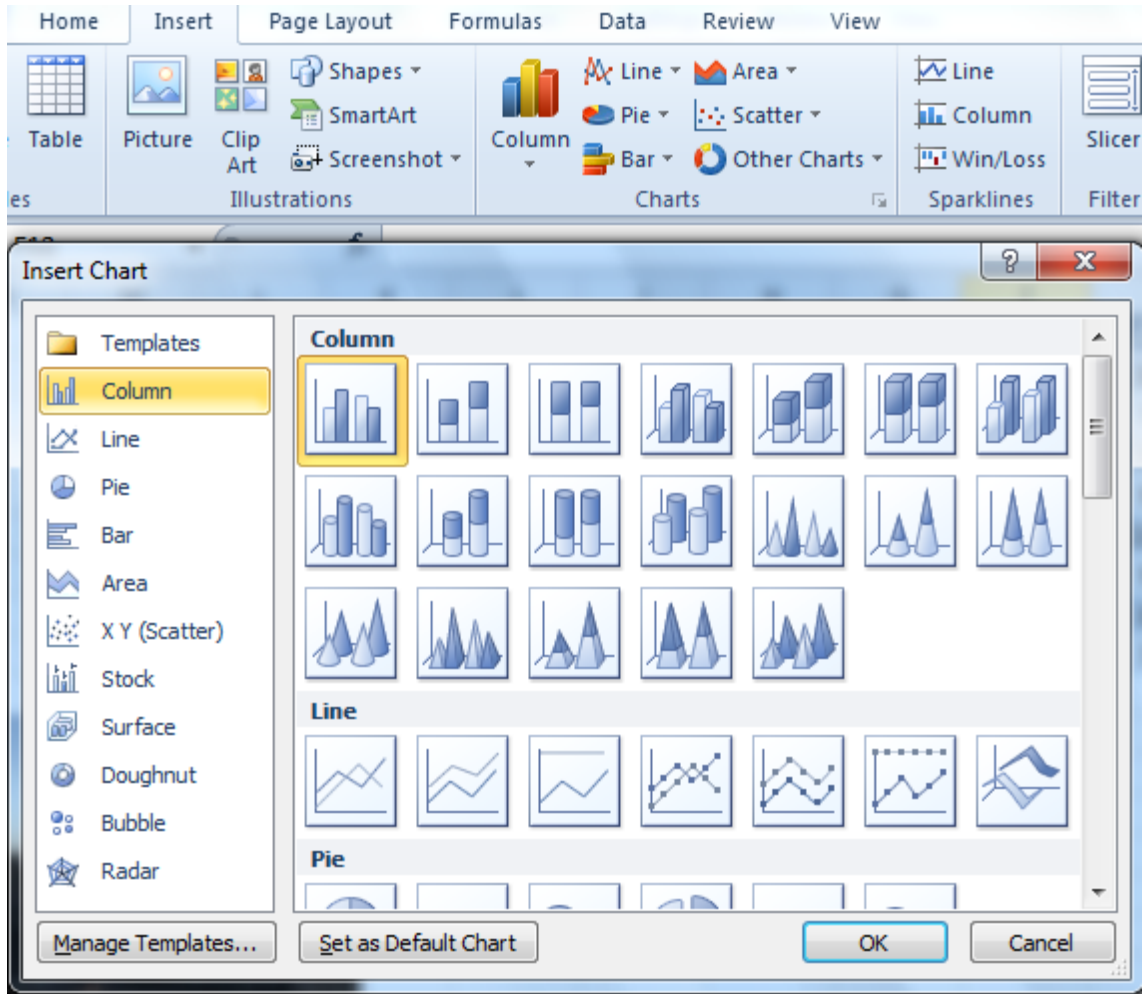 Home Insert Page Layout Formulas Data Review View
Table
Picture
Clip Art
Shapes
SmartArt
Screenshot
Column
Line
Pie
Bar
Area
Scatter
Other Charts
Line
Column
Win/Loss
Slicer
es Illustrations Charts Sparklines Filter
Insert Chart
Templates
Column
Line
Pie
Bar
Area
X Y (Scatter)
Stock
Surface
Doughnut
Bubble
Radar
Column
Line
Pie
Manage Templates... Set as Default Chart OK Cancel